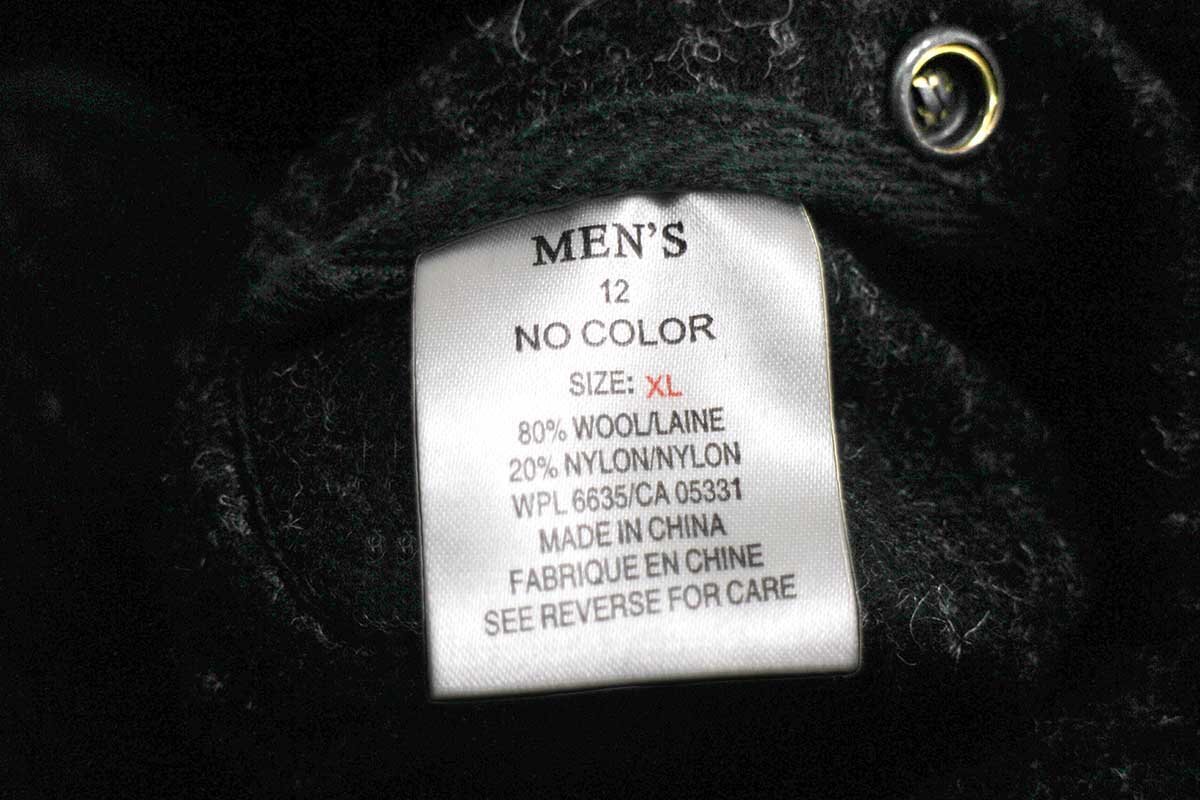 MEN'S
12
NO COLOR
SIZE: XL
80% WOOL/LAINE
20% NYLON/NYLON
WPL 6635/CA 05331
MADE IN CHINA
FABRIQUE EN CHINE
SEE REVERSE FOR CARE